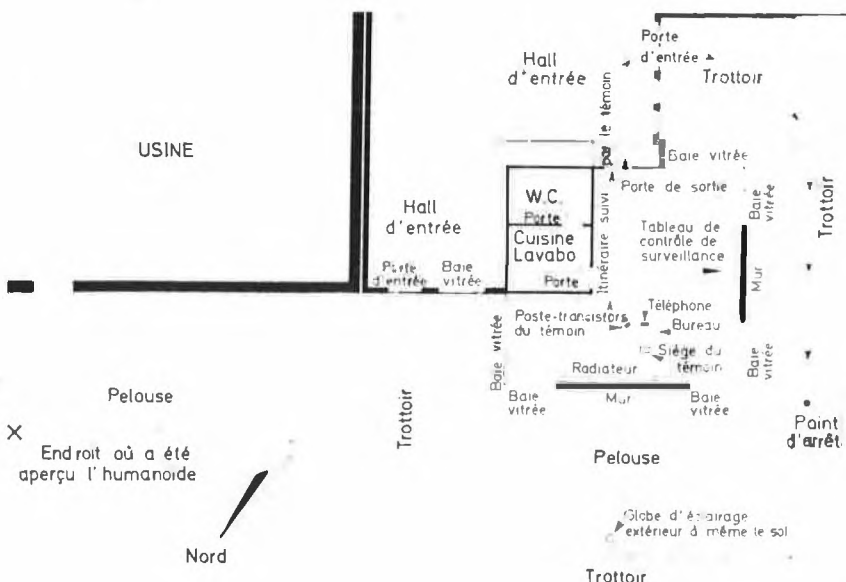 Porte
d'entrée
Hall
d'entrée
Trottoir
USINE
Baie vitrée
Itinéraire suivi par le témoin
W.C.
Porte
Porte de sortie
Baie
vitrée
Trottoir
Hall
d'entrée
Cuisine
Lavabo
Tableau de
contrôle de
surveillance
Porte
d'entrée
Baie
vitrée
Porte
Mur
Téléphone
Poste-transistors
du témoin
Bureau
Baie vitrée
Siège du
témoin
Baie
vitrée
Radiateur
Pelouse
Baie
vitrée
Mur
Baie
vitrée
Trottoir
Point
d'arrêt
Endroit où a été
aperçu l'humanoide
Pelouse
Globe d'éclairage
extérieur à même le sol
Nord
Trottoir